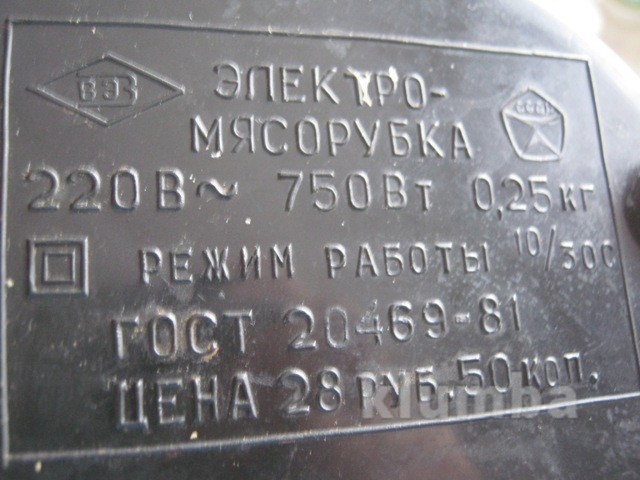 ВЭЗ ЭЛЕКТРО-
МЯСОРУБКА СССР
220В~ 750Вт 0,25кг
РЕЖИМ РАБОТЫ 10/30С
ГОСТ 20469-81
ЦЕНА 28 РУБ. 50 коп.
klumba